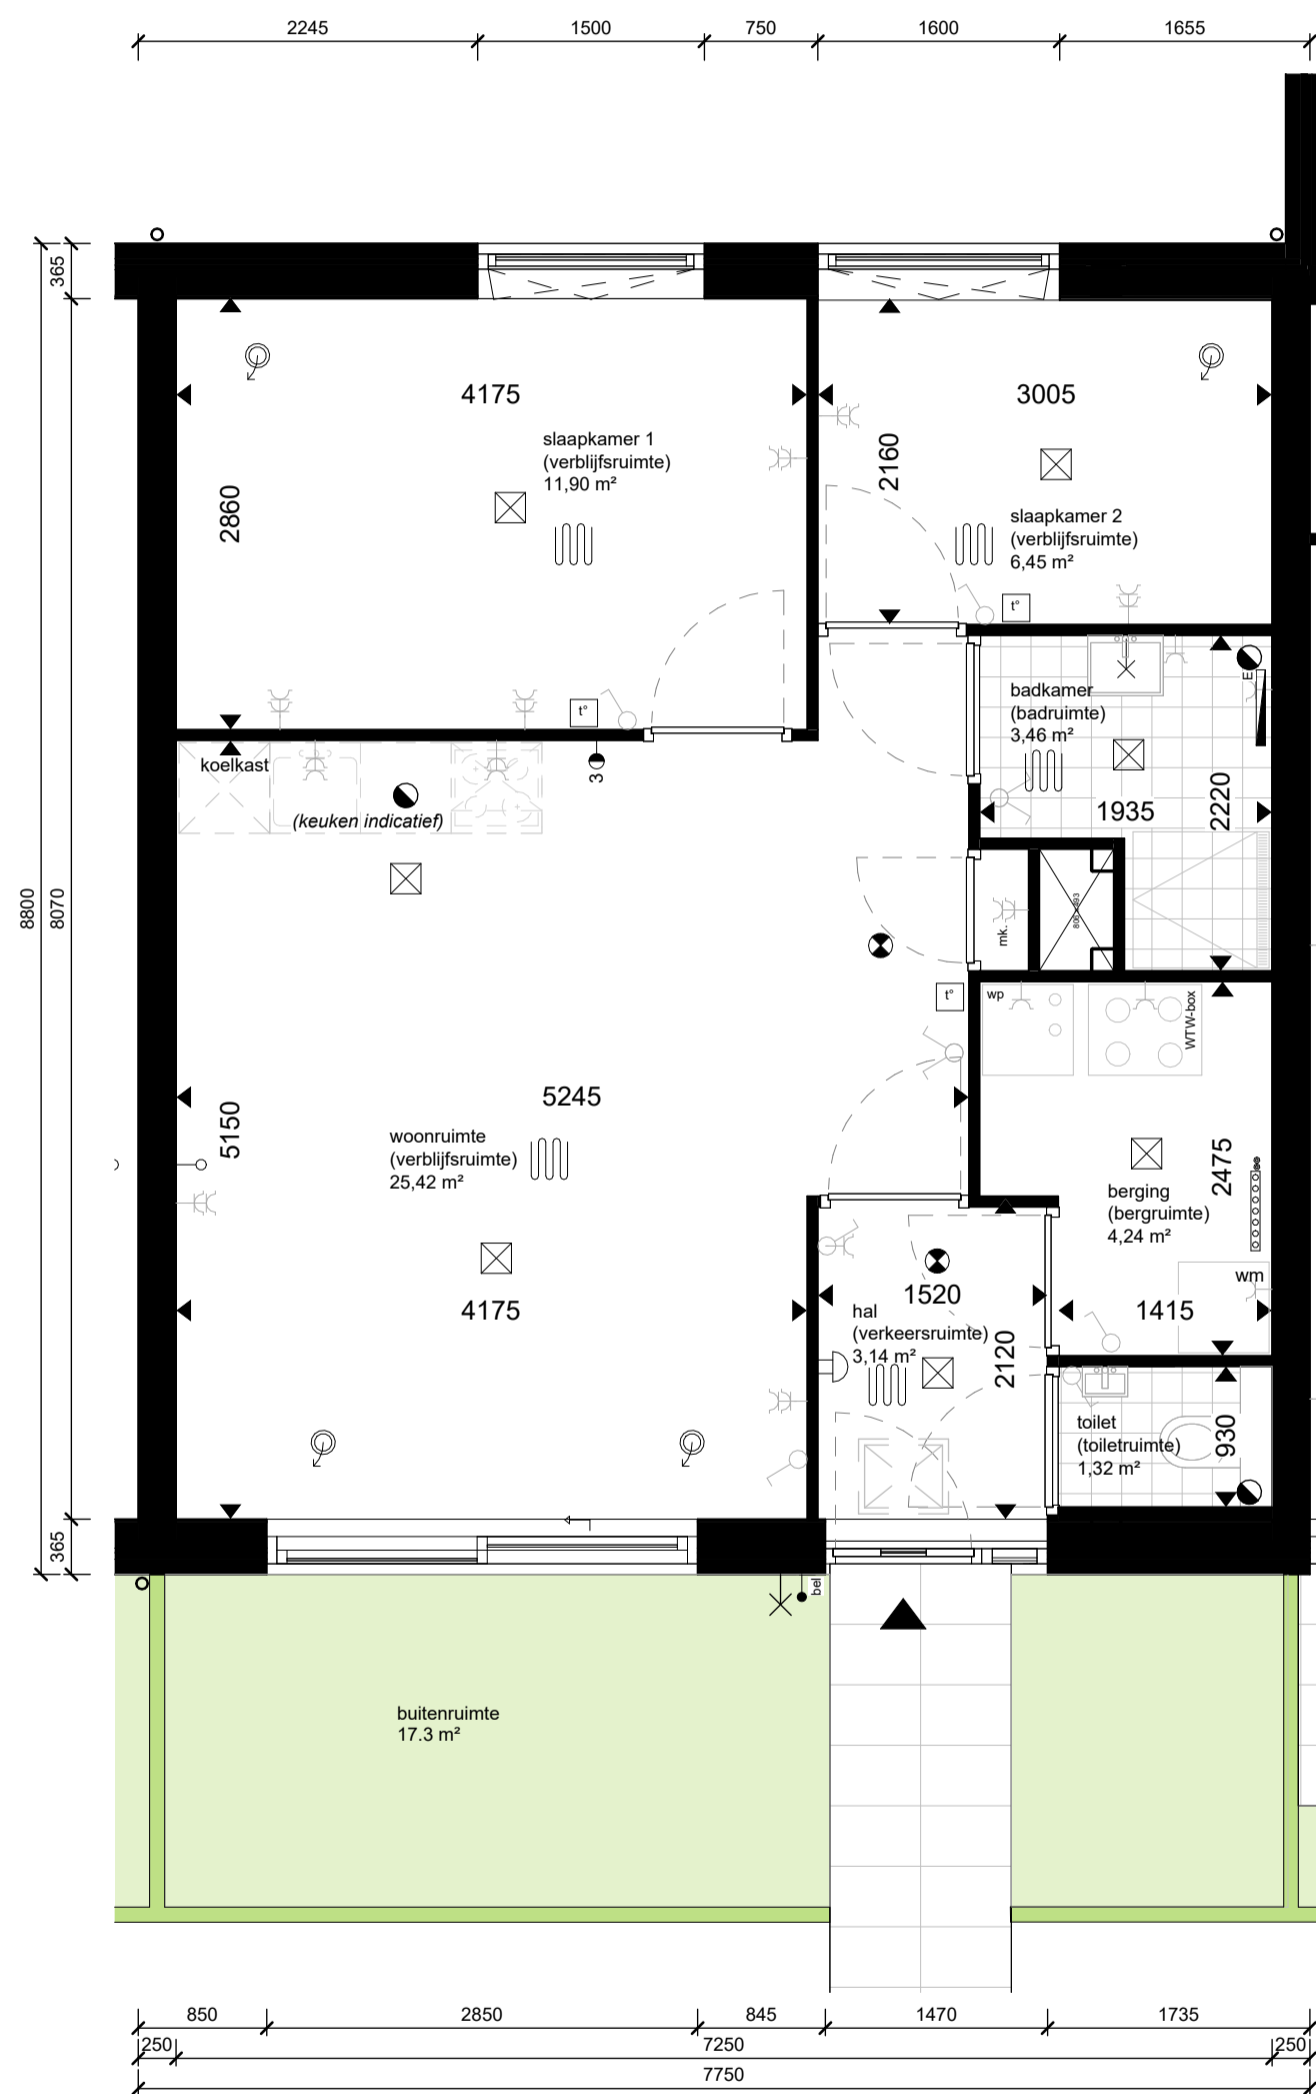 2245
1500
750
1600
1655
365
8800
8070
365
4175
slaapkamer 1
(verblijfsruimte)
11,90 m²
2860
t°
3005
2160
slaapkamer 2
(verblijfsruimte)
6,45 m²
t°
badkamer
(badruimte)
3,46 m²
E
1935
2220
koelkast
(keuken indicatief)
3
mk.
t°
wp
WTW-box
5245
5150
woonruimte
(verblijfsruimte)
25,42 m²
2475
berging
(bergruimte)
4,24 m²
wm
4175
1520
hal
(verkeersruimte)
3,14 m²
2120
1415
toilet
(toiletruimte)
1,32 m²
930
bel
buitenruimte
17.3 m²
850
2850
845
1470
1735
250
7250
250
7750